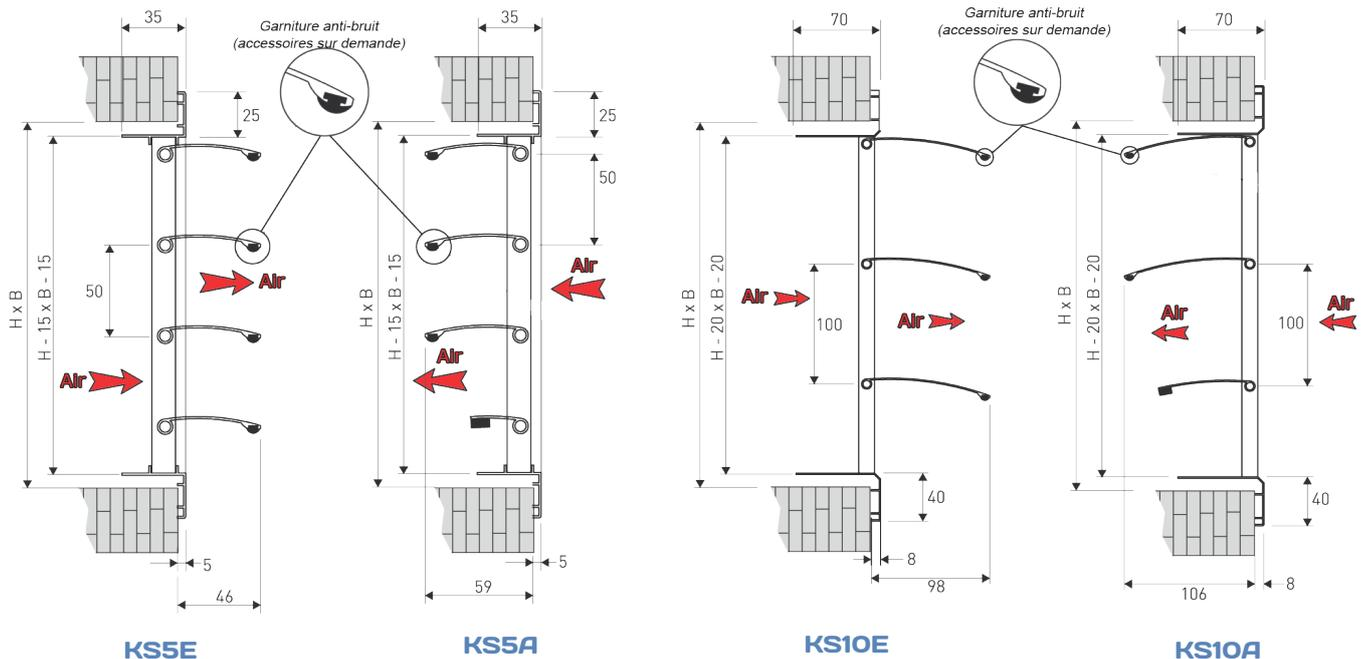 35
Garniture anti-bruit
(accessoires sur demande)
35
70
Garniture anti-bruit
(accessoires sur demande)
70
25
25
50
H x B
H - 15 x B - 15
50
Air
Air
H x B
H - 15 x B - 15
Air
Air
H x B
H - 20 x B - 20
Air
100
Air
H x B
H - 20 x B - 20
Air
100
Air
40
40
5
46
5
59
8
98
8
106
KS5E
KS5A
KS10E
KS10A